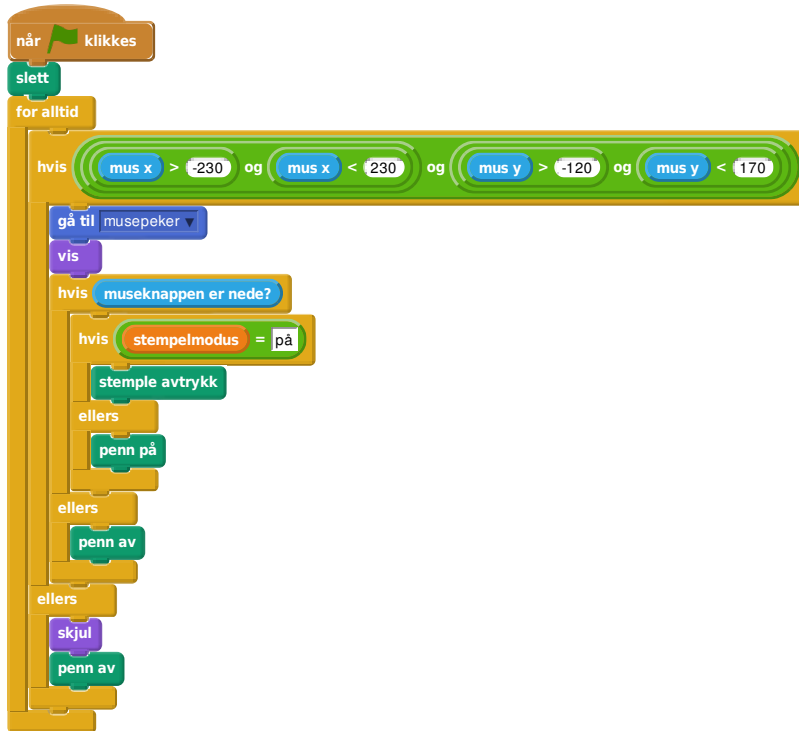 når klikkes
slett
for alltid
hvis mus x > -230 og mus x < 230 og mus y > -120 og mus y < 170
gå til musepeker
vis
hvis museknappen er nede?
hvis stempelmodus = på
stemple avtrykk
ellers
penn på
ellers
penn av
ellers
skjul
penn av